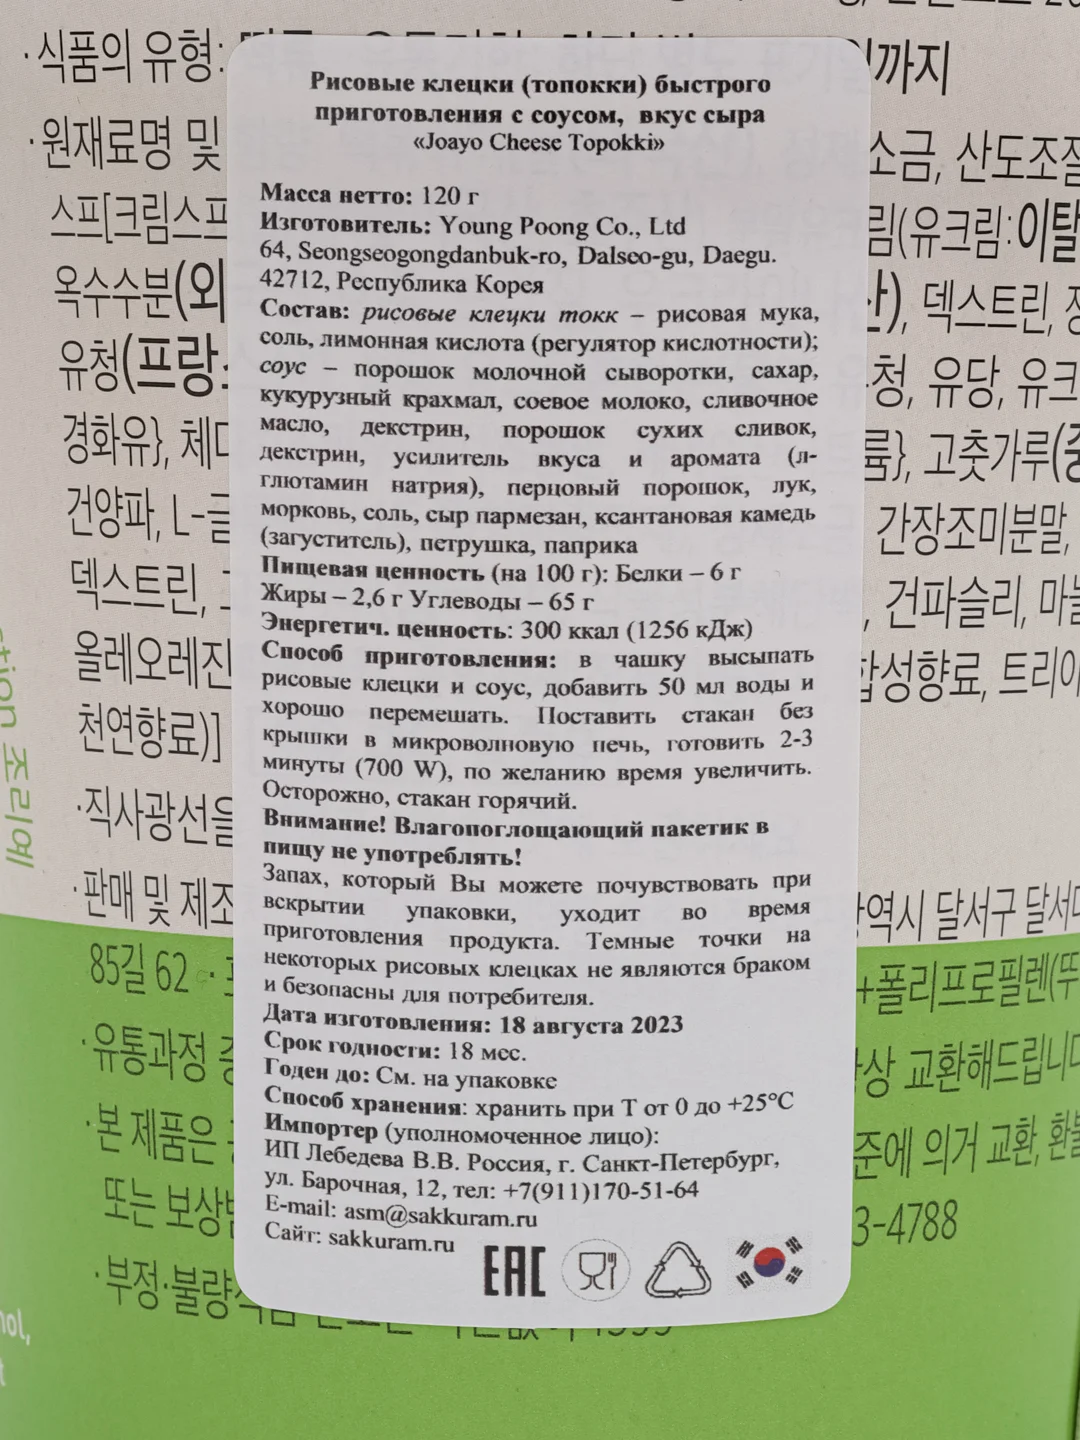 ·식품의 유형:
까지
Рисовые клецки (топокки) быстрого
приготовления с соусом, вкус сыра
«Joayo Cheese Topokki»
·원재료명 및
소금, 산도조절
스프[크림스프
림(유크림:이탈
옥수수분(외
산), 덱스트린,
유청(프랑
청, 유당, 유크
경화유},
륨}, 고춧가루(중
건양파,
간장조미분말,
덱스트린,
, 건파슬리,
올레오레진
합성향료, 트리아
천연향료)]
·직사광선을
·판매 및 제조
광역시 달서구 달서대
85길 62 ·
+폴리프로필렌(뚜
·유통과정 중
상 교환해드립니다
·본 제품은
준에 의거 교환, 환불
또는 보상
3-4788
·부정·불량식품
Масса нетто: 120 г
Изготовитель: Young Poong Co., Ltd
64, Seongseogongdanbuk-ro, Dalseo-gu, Daegu.
42712, Республика Корея
Состав: рисовые клецки токк – рисовая мука,
соль, лимонная кислота (регулятор кислотности);
соус – порошок молочной сыворотки, сахар,
кукурузный крахмал, соевое молоко, сливочное
масло, декстрин, порошок сухих сливок,
декстрин, усилитель вкуса и аромата (л-
глютамин натрия), перцовый порошок, лук,
морковь, соль, сыр пармезан, ксантановая камедь
(загуститель), петрушка, паприка
Пищевая ценность (на 100 г): Белки – 6 г
Жиры – 2,6 г Углеводы – 65 г
Энергетич. ценность: 300 ккал (1256 кДж)
Способ приготовления: в чашку высыпать
рисовые клецки и соус, добавить 50 мл воды и
хорошо перемешать. Поставить стакан без
крышки в микроволновую печь, готовить 2-3
минуты (700 W), по желанию время увеличить.
Осторожно, стакан горячий.
Внимание! Влагопоглощающий пакетик в
пищу не употреблять!
Запах, который Вы можете почувствовать при
вскрытии упаковки, уходит во время
приготовления продукта. Темные точки на
некоторых рисовых клецках не являются браком
и безопасны для потребителя.
Дата изготовления: 18 августа 2023
Срок годности: 18 мес.
Годен до: См. на упаковке
Способ хранения: хранить при Т от 0 до +25°С
Импортер (уполномоченное лицо):
ИП Лебедева В.В. Россия, г. Санкт-Петербург,
ул. Барочная, 12, тел: +7(911)170-51-64
E-mail: asm@sakkuram.ru
Сайт: sakkuram.ru
EAC